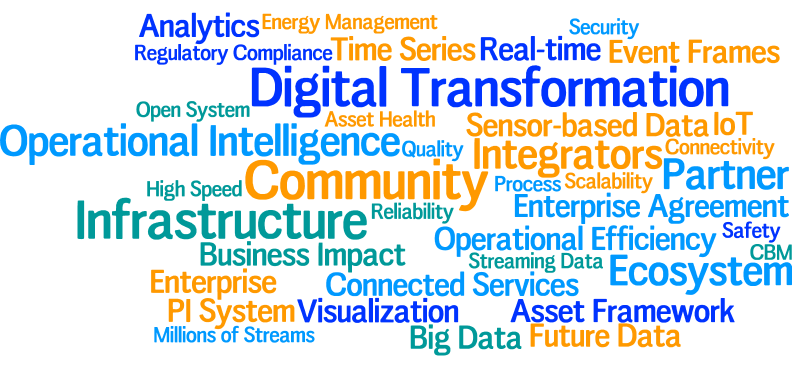 Analytics
Energy Management
Security
Regulatory Compliance
Time Series
Real-time
Event Frames
Digital Transformation
Open System
Asset Health
Sensor-based Data
IoT
Operational Intelligence
Quality
Integrators
Connectivity
High Speed
Community
Process
Scalability
Partner
Infrastructure
Reliability
Enterprise Agreement
Business Impact
Operational Efficiency
Safety
Streaming Data
CBM
Enterprise
Connected Services
Ecosystem
PI System
Visualization
Asset Framework
Millions of Streams
Big Data
Future Data